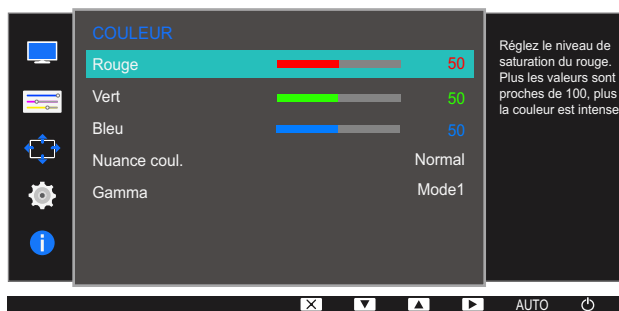 COULEUR
Rouge 50
Vert 50
Bleu 50
Nuance coul. Normal
Gamma Mode1
Réglez le niveau de
saturation du rouge.
Plus les valeurs sont
proches de 100, plus
la couleur est intense
AUTO